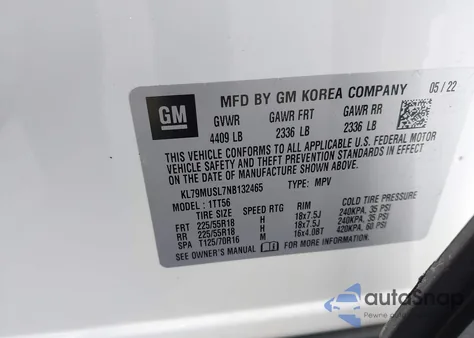 GM
MFD BY GM KOREA COMPANY 05/22
GVWR GAWR FRT GAWR RR
4409 LB 2336 LB 2336 LB
THIS VEHICLE CONFORMS TO ALL APPLICABLE U.S. FEDERAL MOTOR
VEHICLE SAFETY AND THEFT PREVENTION STANDARDS IN EFFECT
ON THE DATE OF MANUFACTURE SHOWN ABOVE.
KL79MUSL7NB132465 TYPE: MPV
MODEL: 1TT56
TIRE SIZE SPEED RTG RIM COLD TIRE PRESSURE
FRT 225/55R18 H 18x7.5J 240KPA, 35 PSI
RR 225/55R18 H 18x7.5J 240KPA, 35 PSI
SPA T125/70R16 M 16x4.0BT 420KPA, 60 PSI
SEE OWNER'S MANUAL FOR MORE INFORMATION.
autoSnap
Pewne auto